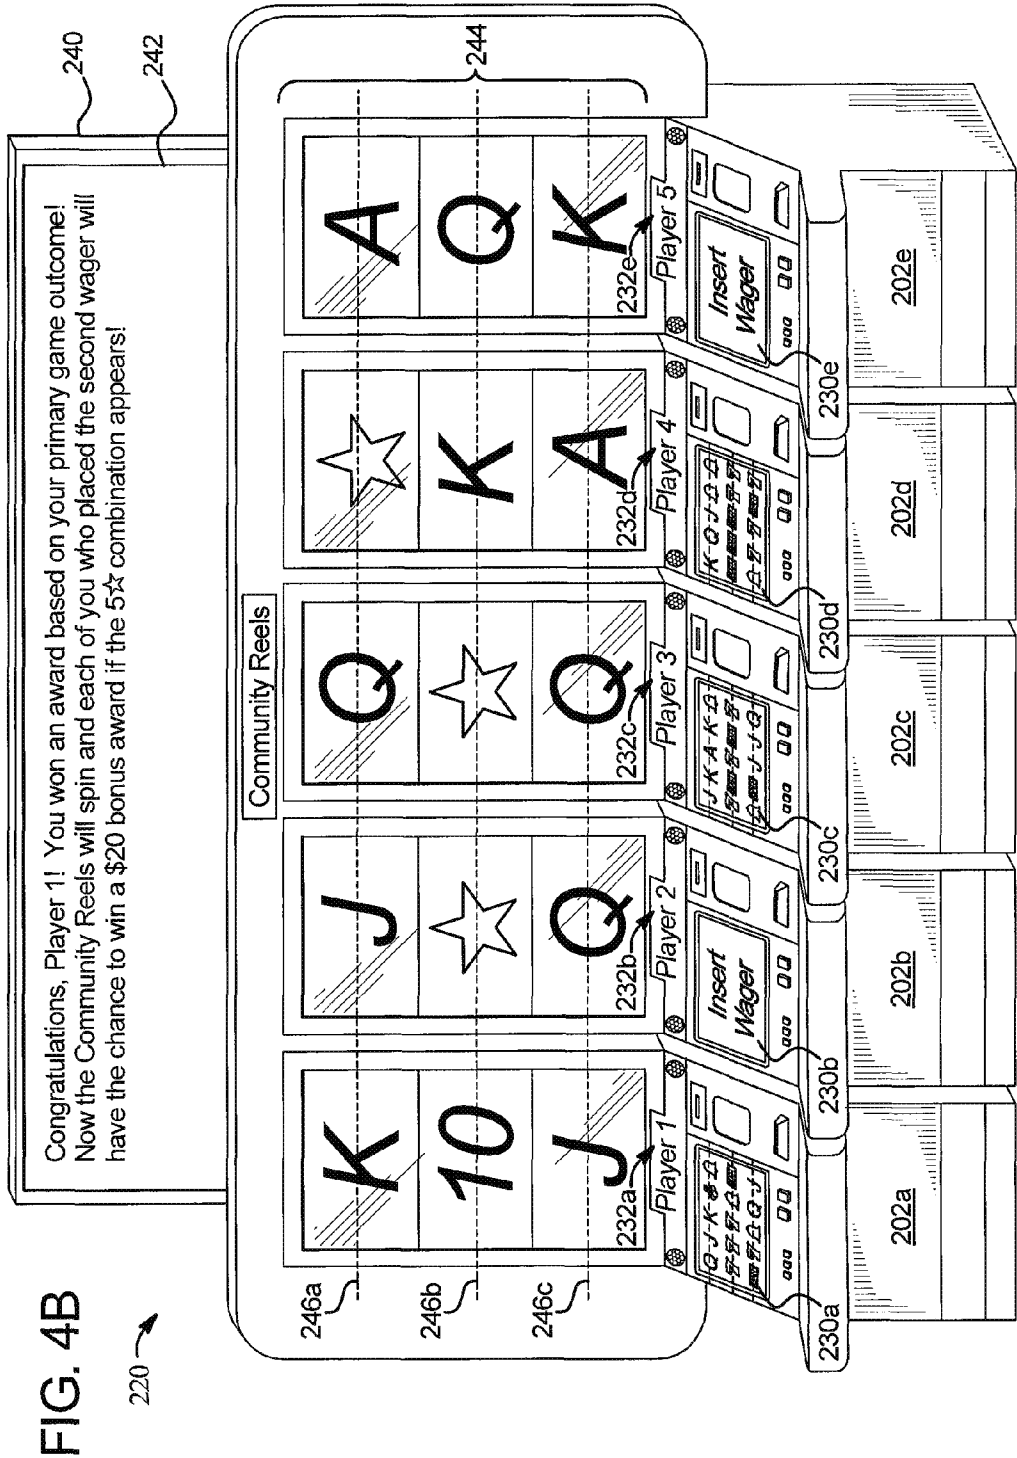 FIG. 4B
220
240
242
Congratulations, Player 1! You won an award based on your primary game outcome!
Now the Community Reels will spin and each of you who placed the second wager will
have the chance to win a $20 bonus award if the 5☆ combination appears!
Community Reels
244
246a
K J Q ☆ A
246b
10 ☆ ☆ K Q
246c
J Q Q A K
232a 232b 232c 232d 232e
Player 1 Player 2 Player 3 Player 4 Player 5
Q-J-K
Insert
Wager
J-K-A-K
J-J-Q
K-Q-J
Insert
Wager
230a 230b 230c 230d 230e
202a 202b 202c 202d 202e